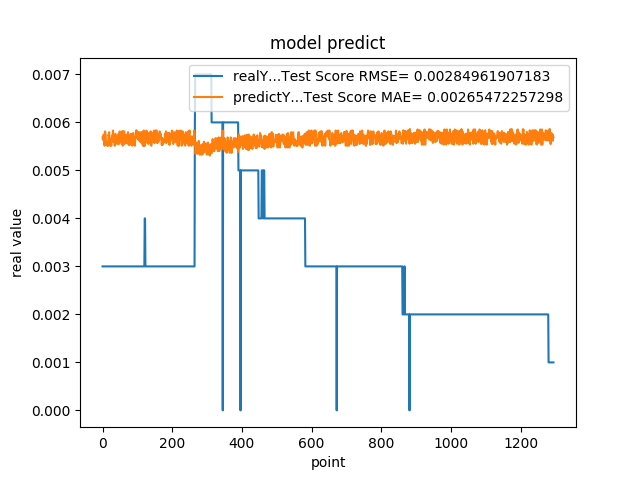 model predict
realY...Test Score RMSE= 0.00284961907183
predictY...Test Score MAE= 0.00265472257298
0.007
0.006
0.005
0.004
0.003
0.002
0.001
0.000
real value
0 200 400 600 800 1000 1200
point